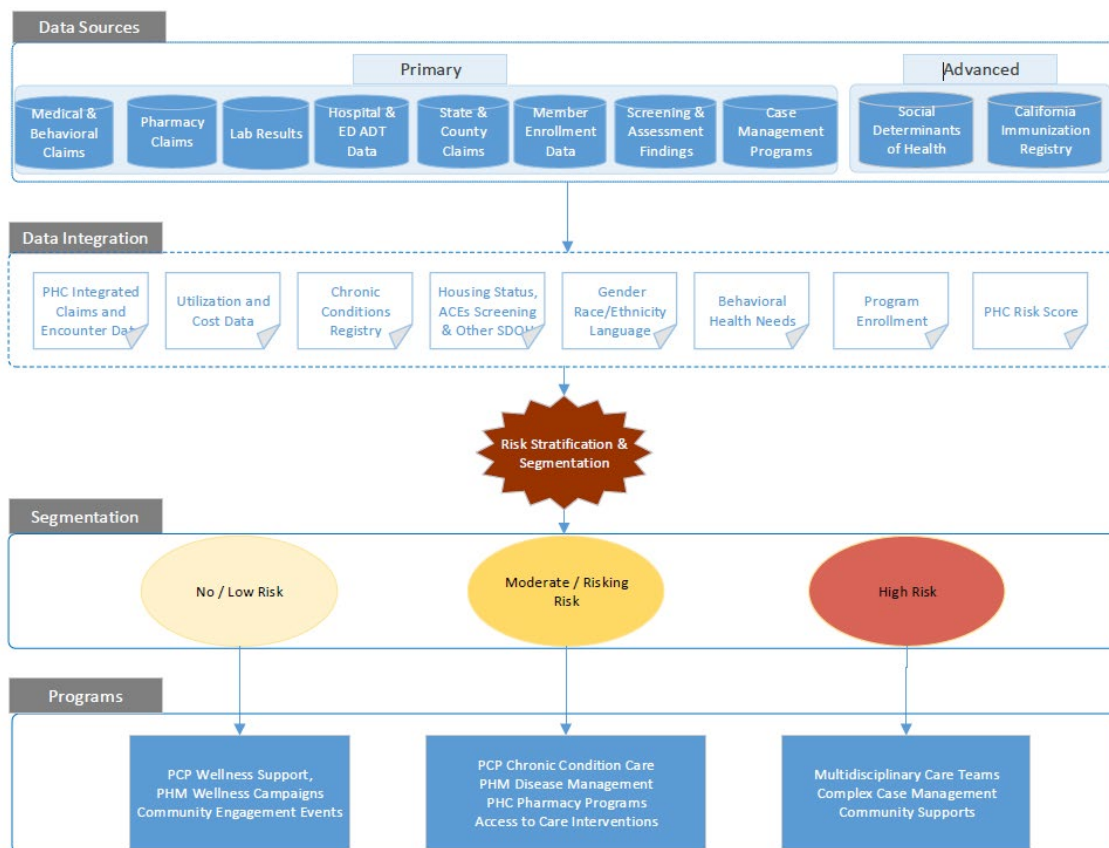 Data Sources
Primary
Advanced
Medical &
Behavioral
Claims
Pharmacy
Claims
Lab Results
Hospital &
ED ADT
Data
State &
County
Claims
Member
Enrollment
Data
Screening &
Assessment
Findings
Case
Management
Programs
Social
Determinants
of Health
California
Immunization
Registry
Data Integration
PHC Integrated
Claims and
Encounter Data
Utilization and
Cost Data
Chronic
Conditions
Registry
Housing Status,
ACEs Screening
& Other SDOH
Gender
Race/Ethnicity
Language
Behavioral
Health Needs
Program
Enrollment
PHC Risk Score
Risk Stratification &
Segmentation
Segmentation
No / Low Risk
Moderate / Risking
Risk
High Risk
Programs
PCP Wellness Support,
PHM Wellness Campaigns
Community Engagement Events
PCP Chronic Condition Care
PHM Disease Management
PHC Pharmacy Programs
Access to Care Interventions
Multidisciplinary Care Teams
Complex Case Management
Community Supports